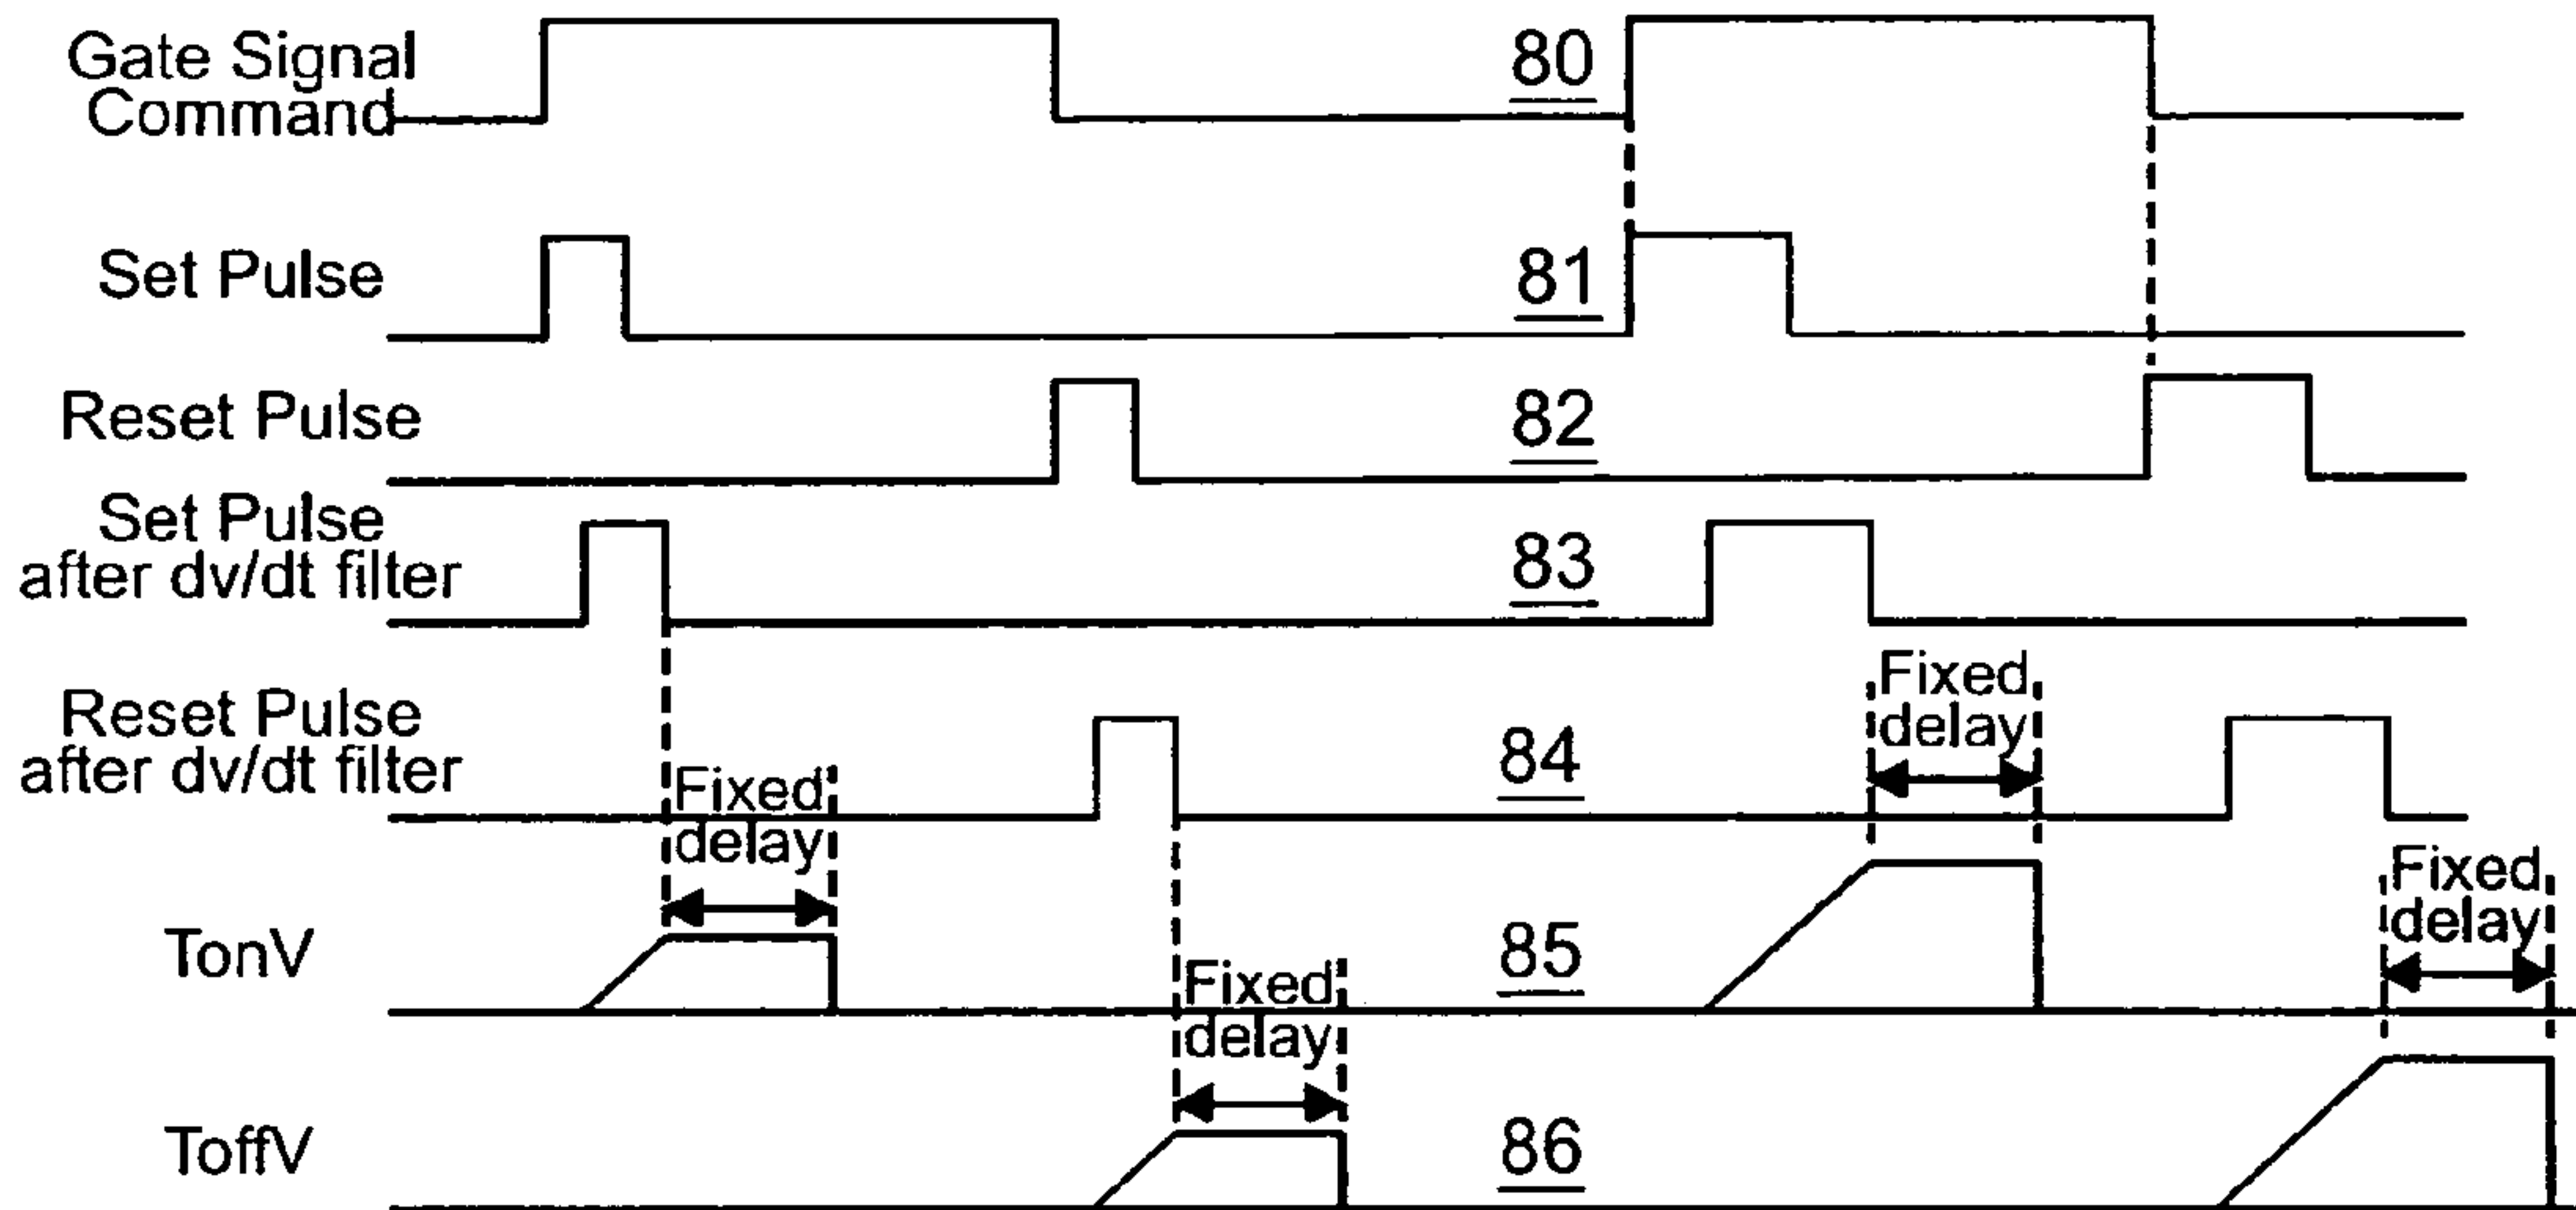 Gate Signal
Command
80
Set Pulse
81
Reset Pulse
82
Set Pulse
after dv/dt filter
83
Reset Pulse
after dv/dt filter
84
Fixed
delay
Fixed
delay
TonV
85
Fixed
delay
Fixed
delay
ToffV
86